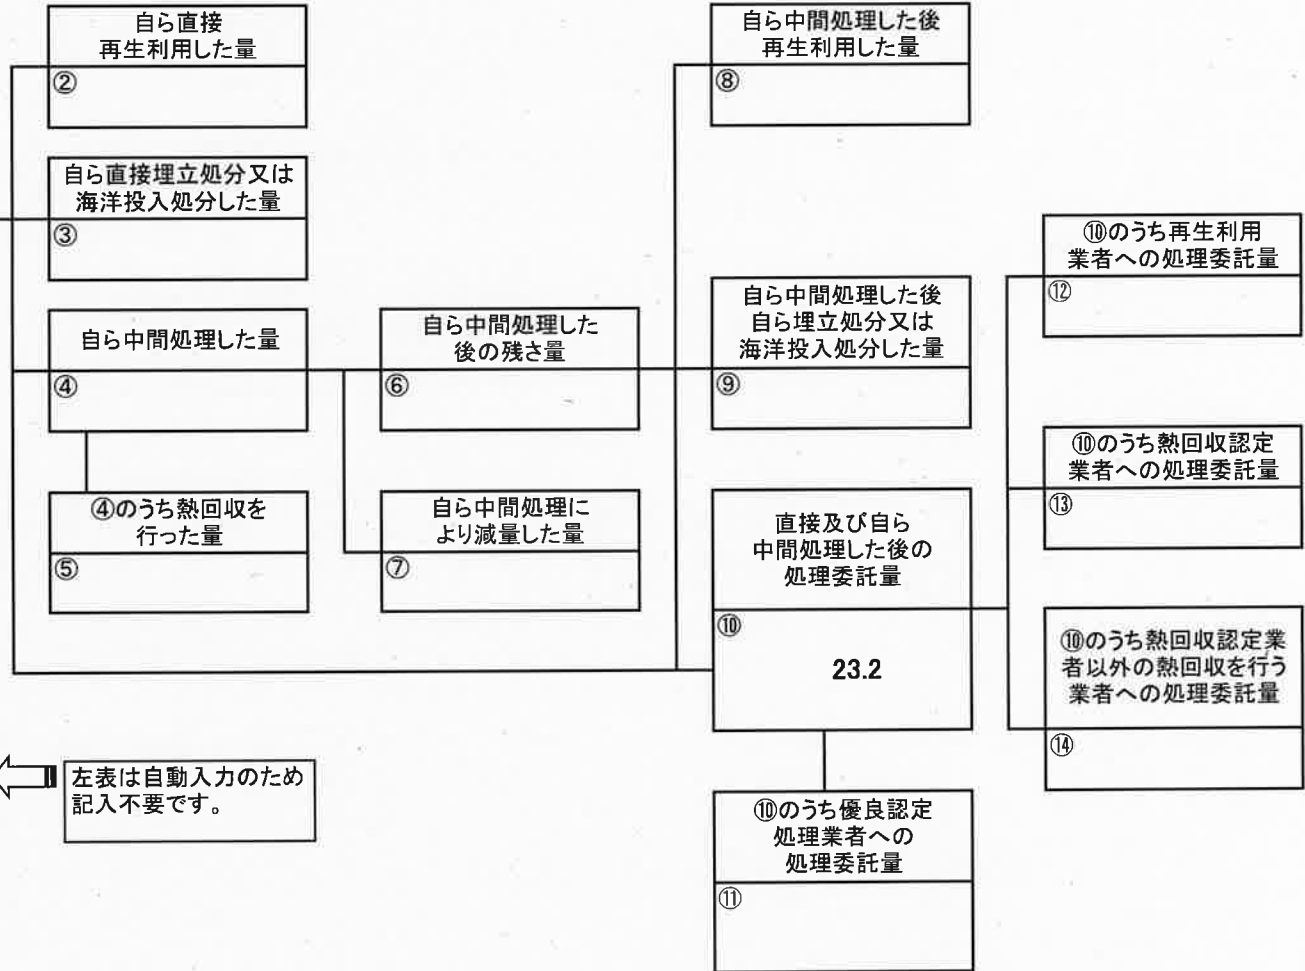 自ら直接
再生利用した量
②
自ら直接埋立処分又は
海洋投入処分した量
③
自ら中間処理した量
④
④のうち熱回収を
行った量
⑤
自ら中間処理した
後の残さ量
⑥
自ら中間処理に
より減量した量
⑦
自ら中間処理した後
再生利用した量
⑧
自ら中間処理した後
自ら埋立処分又は
海洋投入処分した量
⑨
直接及び自ら
中間処理した後の
処理委託量
⑩
23.2
⑩のうち優良認定
処理業者への
処理委託量
⑪
⑩のうち再生利用
業者への処理委託量
⑫
⑩のうち熱回収認定
業者への処理委託量
⑬
⑩のうち熱回収認定業
者以外の熱回収を行う
業者への処理委託量
⑭
左表は自動入力のため
記入不要です。